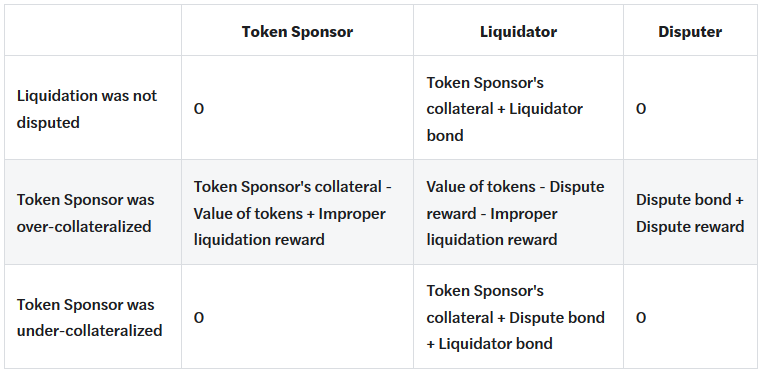 Token Sponsor
Liquidator
Disputer
Liquidation was not
disputed
0
Token Sponsor's
collateral + Liquidator
bond
0
Token Sponsor was
over-collateralized
Token Sponsor's collateral -
Value of tokens + Improper
liquidation reward
Value of tokens - Dispute
reward - Improper
liquidation reward
Dispute bond +
Dispute reward
Token Sponsor was
under-collateralized
0
Token Sponsor's
collateral + Dispute bond
+ Liquidator bond
0